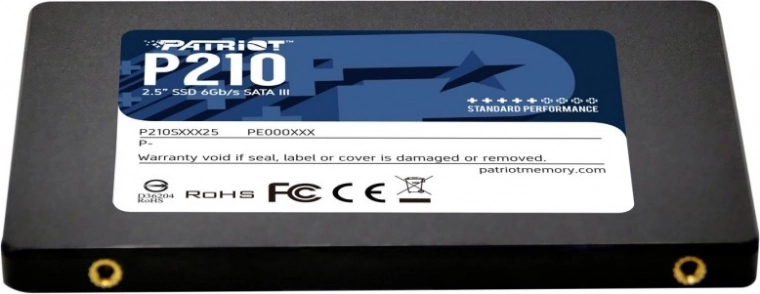 PATRIOT™
P210
2.5" SSD 6Gb/s SATA III
STANDARD PERFORMANCE
P210SXXX25 PE000XXX
P-
Warranty void if seal, label or cover is damaged or removed.
patriotmemory.com
D36204
RoHS
RoHS FC CE